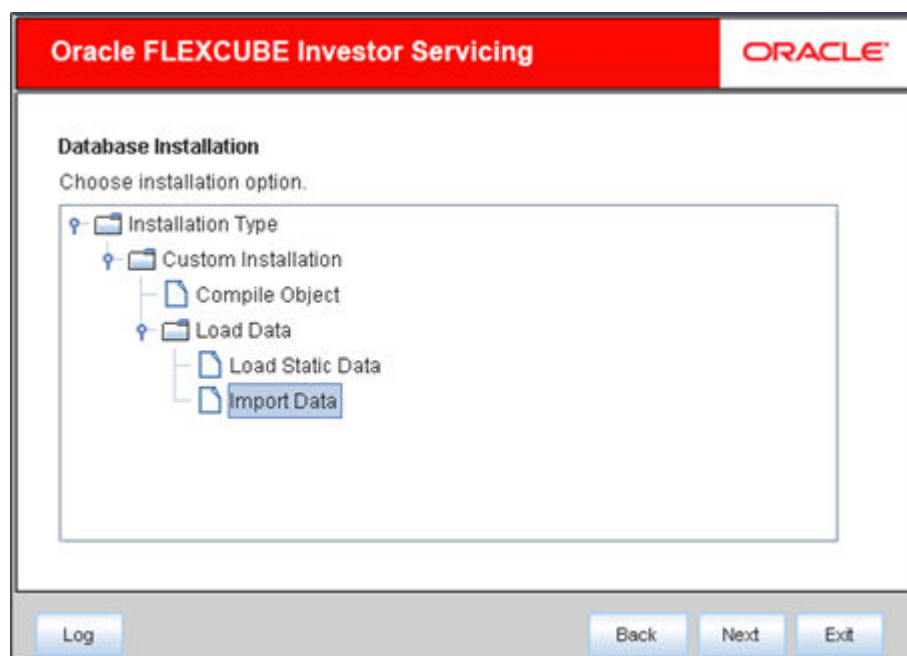 Oracle FLEXCUBE Investor Servicing
ORACLE
Database Installation
Choose installation option.
Installation Type
Custom Installation
Compile Object
Load Data
Load Static Data
Import Data
Log
Back
Next
Exit